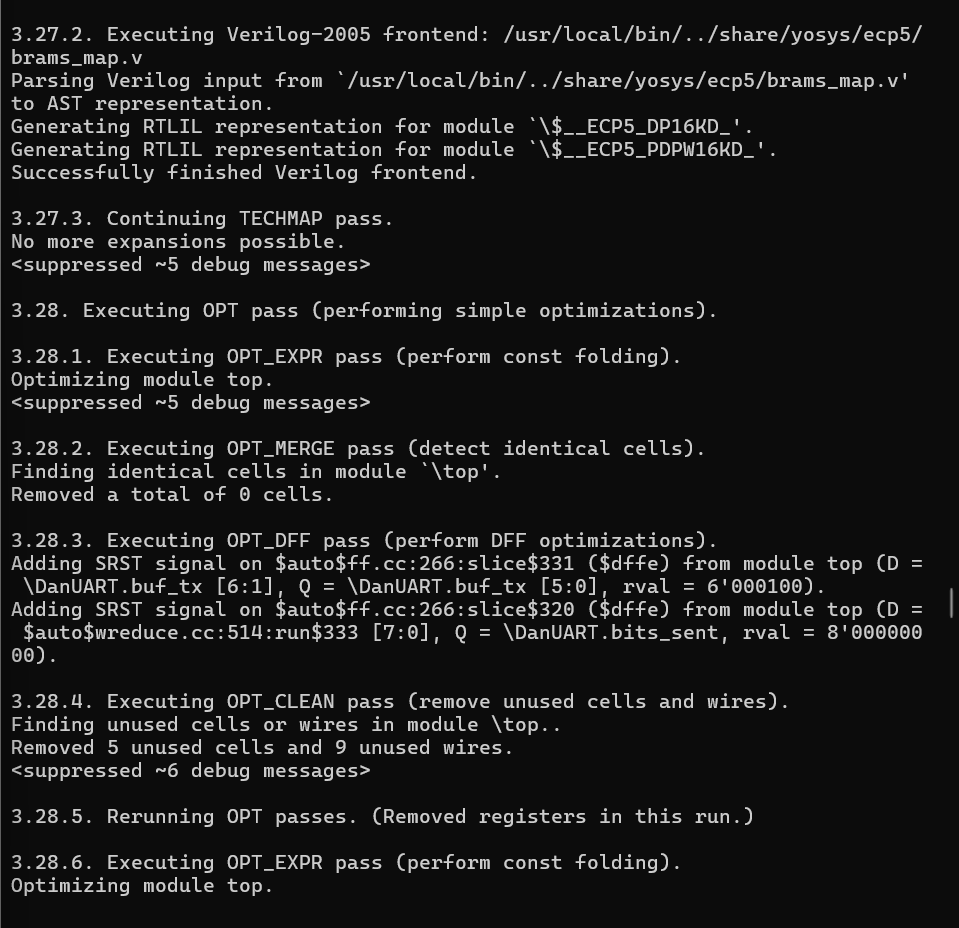 3.27.2. Executing Verilog-2005 frontend: /usr/local/bin/../share/yosys/ecp5/
brams_map.v
Parsing Verilog input from `/usr/local/bin/../share/yosys/ecp5/brams_map.v'
to AST representation.
Generating RTLIL representation for module `\$__ECP5_DP16KD_'.
Generating RTLIL representation for module `\$__ECP5_PDPW16KD_'.
Successfully finished Verilog frontend.

3.27.3. Continuing TECHMAP pass.
No more expansions possible.
<suppressed ~5 debug messages>

3.28. Executing OPT pass (performing simple optimizations).

3.28.1. Executing OPT_EXPR pass (perform const folding).
Optimizing module top.
<suppressed ~5 debug messages>

3.28.2. Executing OPT_MERGE pass (detect identical cells).
Finding identical cells in module `\top'.
Removed a total of 0 cells.

3.28.3. Executing OPT_DFF pass (perform DFF optimizations).
Adding SRST signal on $auto$ff.cc:266:slice$331 ($dffe) from module top (D =
 \DanUART.buf_tx [6:1], Q = \DanUART.buf_tx [5:0], rval = 6'000100).
Adding SRST signal on $auto$ff.cc:266:slice$320 ($dffe) from module top (D =
 $auto$wreduce.cc:514:run$333 [7:0], Q = \DanUART.bits_sent, rval = 8'000000
00).

3.28.4. Executing OPT_CLEAN pass (remove unused cells and wires).
Finding unused cells or wires in module \top..
Removed 5 unused cells and 9 unused wires.
<suppressed ~6 debug messages>

3.28.5. Rerunning OPT passes. (Removed registers in this run.)

3.28.6. Executing OPT_EXPR pass (perform const folding).
Optimizing module top.